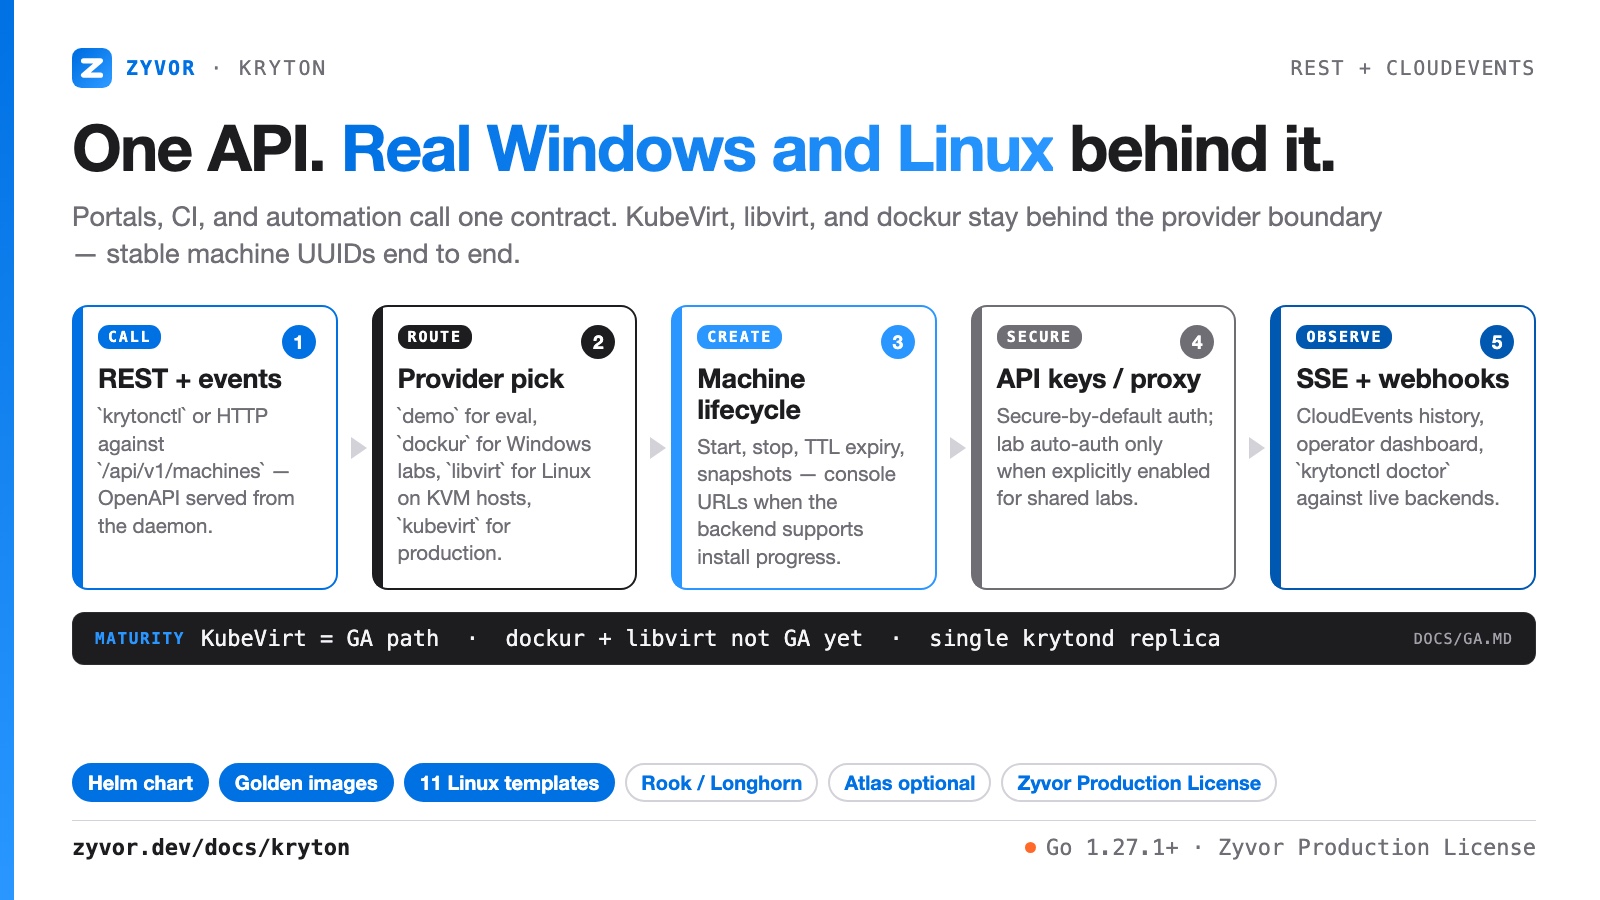 Z ZYVOR · KRYTON
REST + CLOUDEVENTS
One API. Real Windows and Linux behind it.
Portals, CI, and automation call one contract. KubeVirt, libvirt, and dockur stay behind the provider boundary
— stable machine UUIDs end to end.
CALL
1
REST + events
`krytonctl` or HTTP
against
`/api/v1/machines` —
OpenAPI served from
the daemon.
ROUTE
2
Provider pick
`demo` for eval,
`dockur` for Windows
labs, `libvirt` for Linux
on KVM hosts,
`kubevirt` for
production.
CREATE
3
Machine
lifecycle
Start, stop, TTL expiry,
snapshots — console
URLs when the
backend supports
install progress.
SECURE
4
API keys / proxy
Secure-by-default auth;
lab auto-auth only
when explicitly enabled
for shared labs.
OBSERVE
5
SSE + webhooks
CloudEvents history,
operator dashboard,
`krytonctl doctor`
against live backends.
MATURITY KubeVirt = GA path · dockur + libvirt not GA yet · single krytond replica
DOCS/GA.MD
Helm chart
Golden images
11 Linux templates
Rook / Longhorn
Atlas optional
Zyvor Production License
zyvor.dev/docs/kryton
Go 1.27.1+ · Zyvor Production License